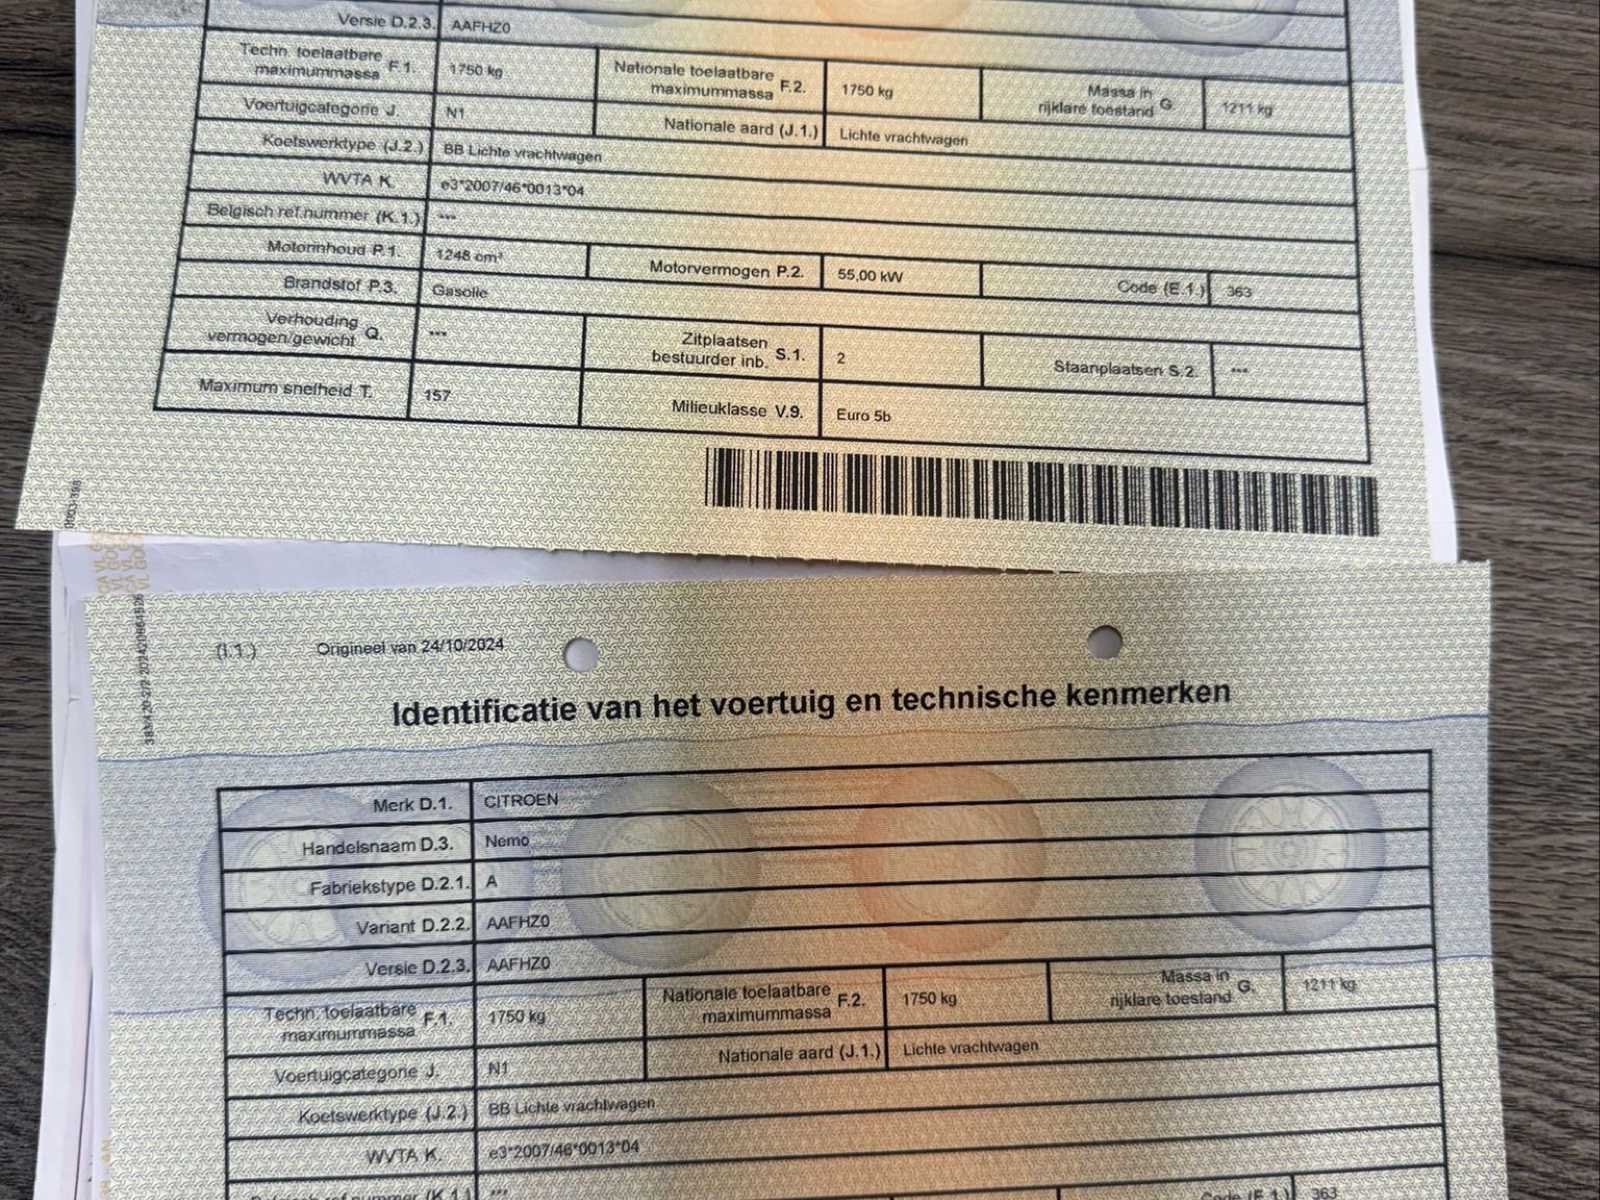 Versie D.2.3. AAFHZ0
Techn. toelaatbare maximummassa F.1. 1750 kg Nationale toelaatbare maximummassa F.2. 1750 kg Massa in rijklare toestand G. 1211 kg
Voertuigcategorie J. N1 Nationale aard (J.1.) Lichte vrachtwagen
Koetswerktype (J.2.) BB Lichte vrachtwagen
WVTA K. e3*2007/46*0013*04
Belgisch ref.nummer (K.1.) ***
Motorinhoud P.1. 1248 cm³ Motorvermogen P.2. 55,00 kW Code (E.1.) 363
Brandstof P.3. Gasolie
Verhouding vermogen/gewicht Q. *** Zitplaatsen bestuurder inb. S.1. 2 Staanplaatsen S.2. ***
Maximum snelheid T. 157 Milieuklasse V.9. Euro 5b
(I.1.) Origineel van 24/10/2024
Identificatie van het voertuig en technische kenmerken
Merk D.1. CITROEN
Handelsnaam D.3. Nemo
Fabriekstype D.2.1. A
Variant D.2.2. AAFHZ0
Versie D.2.3. AAFHZ0
Techn. toelaatbare maximummassa F.1. 1750 kg Nationale toelaatbare maximummassa F.2. 1750 kg Massa in rijklare toestand G. 1211 kg
Voertuigcategorie J. N1 Nationale aard (J.1.) Lichte vrachtwagen
Koetswerktype (J.2.) BB Lichte vrachtwagen
WVTA K. e3*2007/46*0013*04
Belgisch ref.nummer (K.1.) *** Code (E.1.) 363